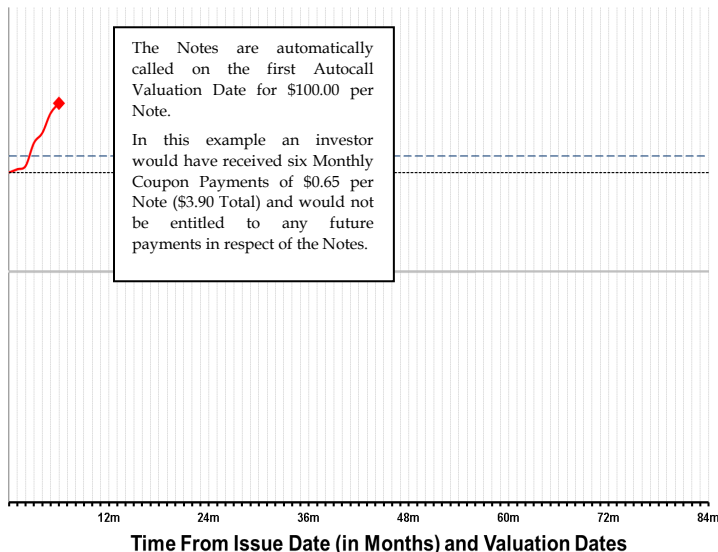 The Notes are automatically
called on the first Autocall
Valuation Date for $100.00 per
Note.
In this example an investor
would have received six Monthly
Coupon Payments of $0.65 per
Note ($3.90 Total) and would not
be entitled to any future
payments in respect of the Notes.
12m 24m 36m 48m 60m 72m 84m
Time From Issue Date (in Months) and Valuation Dates